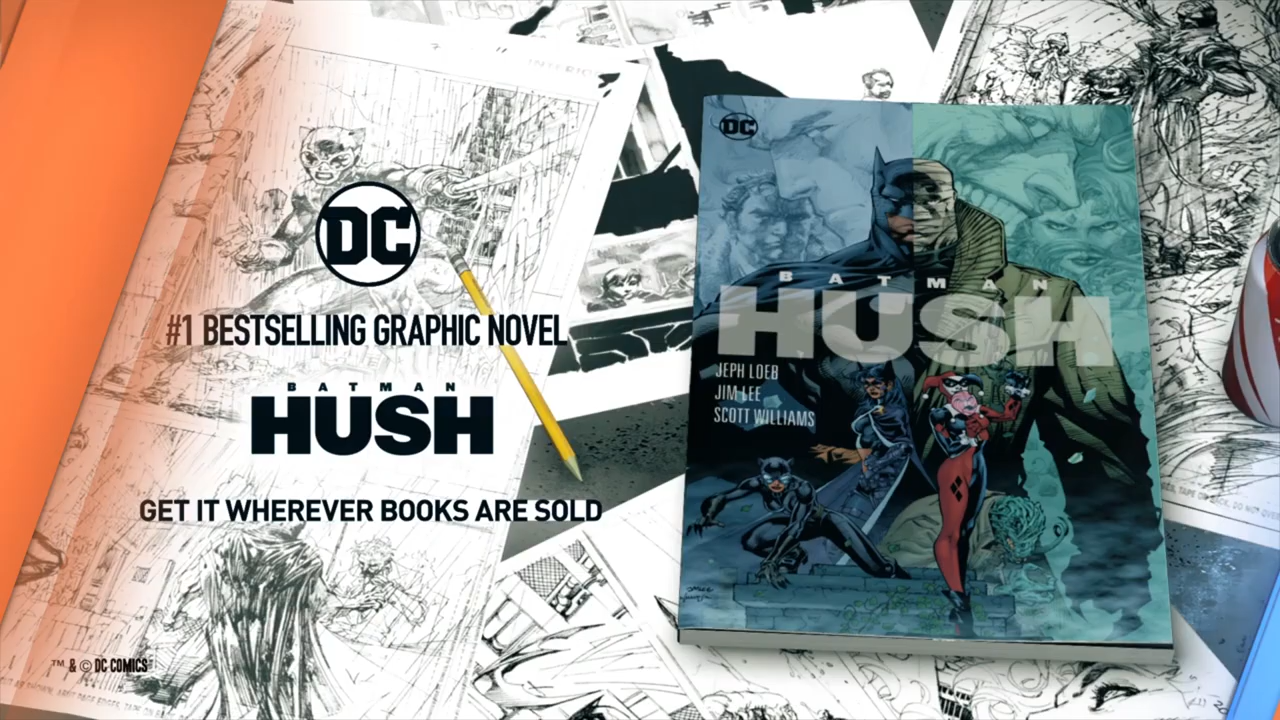 DC
#1 BESTSELLING GRAPHIC NOVEL
BATMAN
HUSH
GET IT WHEREVER BOOKS ARE SOLD
™ & © DC COMICS
DC
BATMAN
HUSH
JEPH LOEB
JIM LEE
SCOTT WILLIAMS